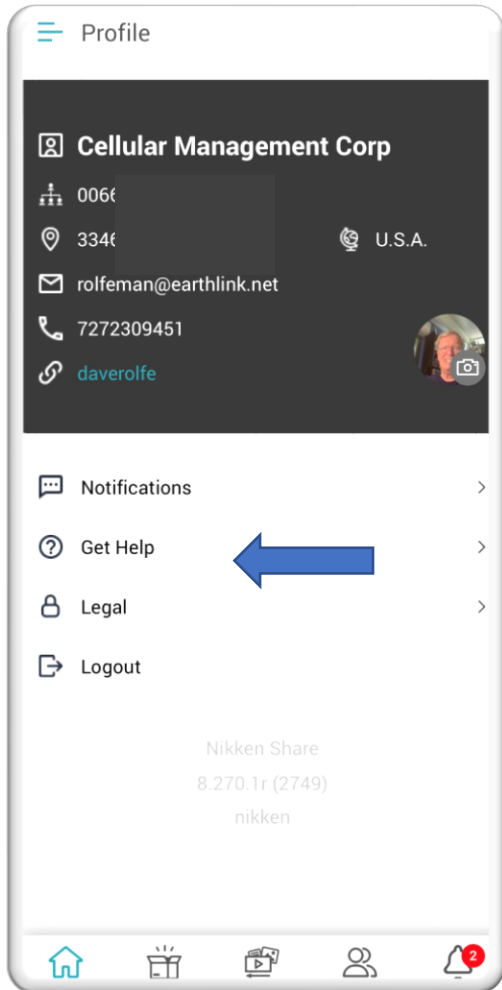 Profile
Cellular Management Corp
0066
3346 U.S.A.
rolfeman@earthlink.net
7272309451
daverolfe
Notifications
Get Help
Legal
Logout
Nikken Share
8.270.1r (2749)
nikken
2